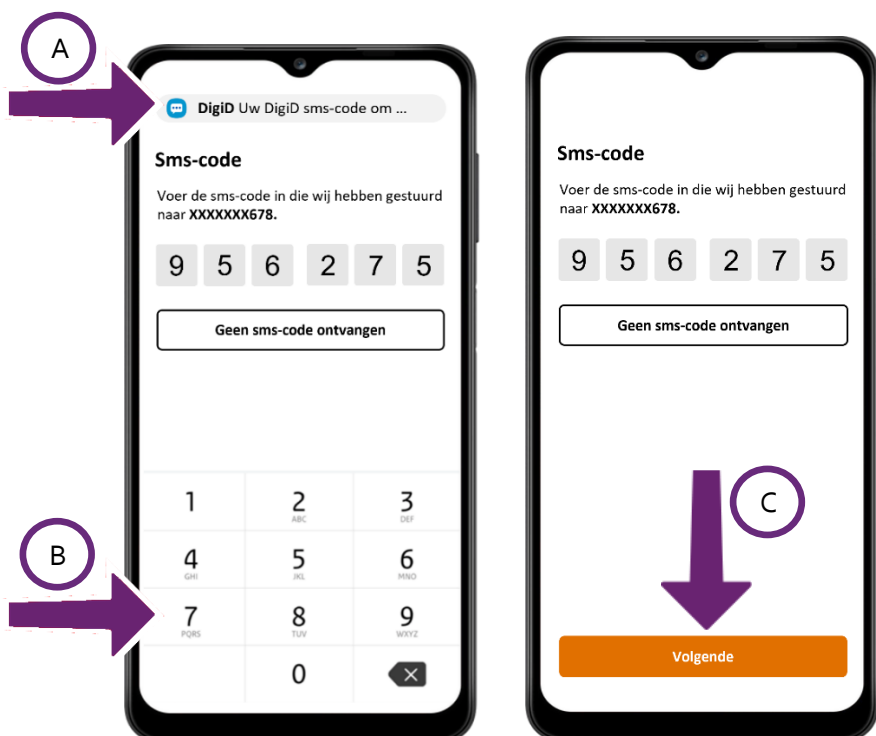 A
DigiD Uw DigiD sms-code om ...
Sms-code
Voer de sms-code in die wij hebben gestuurd
naar XXXXXXX678.
9 5 6 2 7 5
Geen sms-code ontvangen
1 2 3
ABC DEF
4 5 6
GHI JKL MNO
B
7 8 9
PQRS TUV WXYZ
0
Sms-code
Voer de sms-code in die wij hebben gestuurd
naar XXXXXXX678.
9 5 6 2 7 5
Geen sms-code ontvangen
C
Volgende